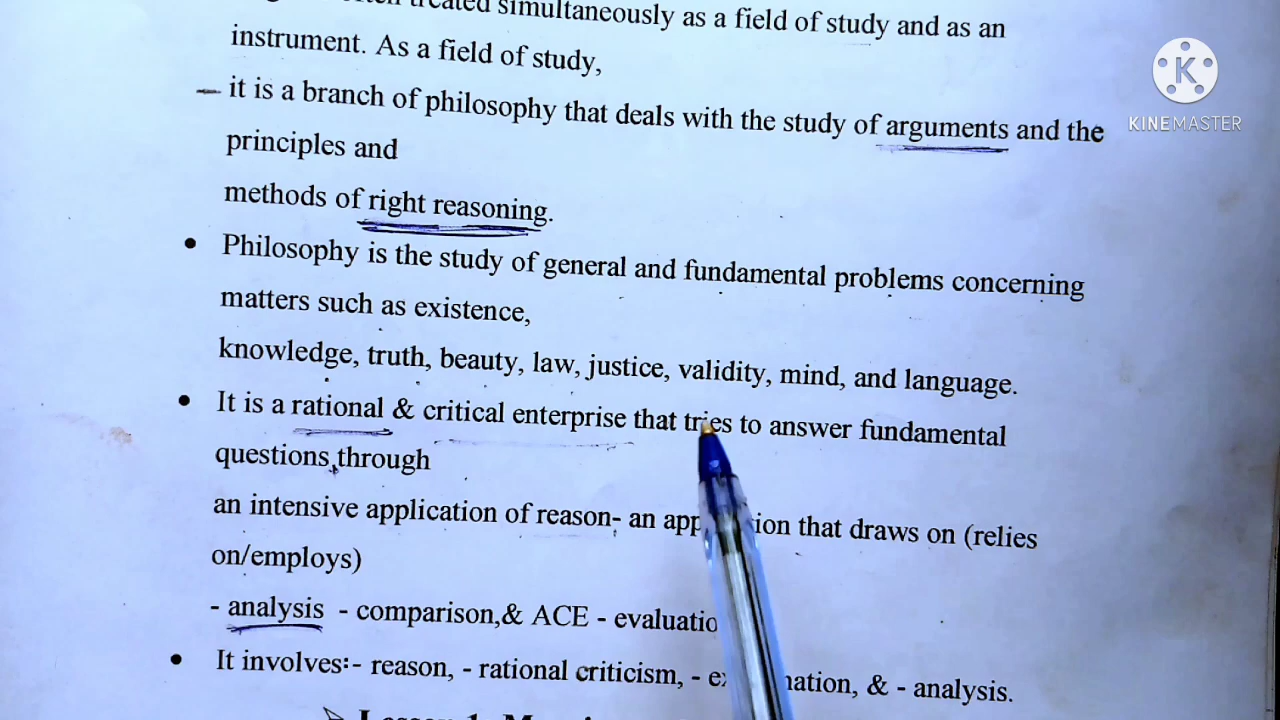 treated simultaneously as a field of study and as an
instrument. As a field of study,
it is a branch of philosophy that deals with the study of arguments and the
principles and
methods of right reasoning.
• Philosophy is the study of general and fundamental problems concerning
matters such as existence,
knowledge, truth, beauty, law, justice, validity, mind, and language.
• It is a rational & critical enterprise that tries to answer fundamental
questions,through
an intensive application of reason- an that draws on (relies
on/employs)
- analysis - comparison,& ACE -
• It involves:- reason, - rational criticism, - & - analysis.
K
KINEMASTER